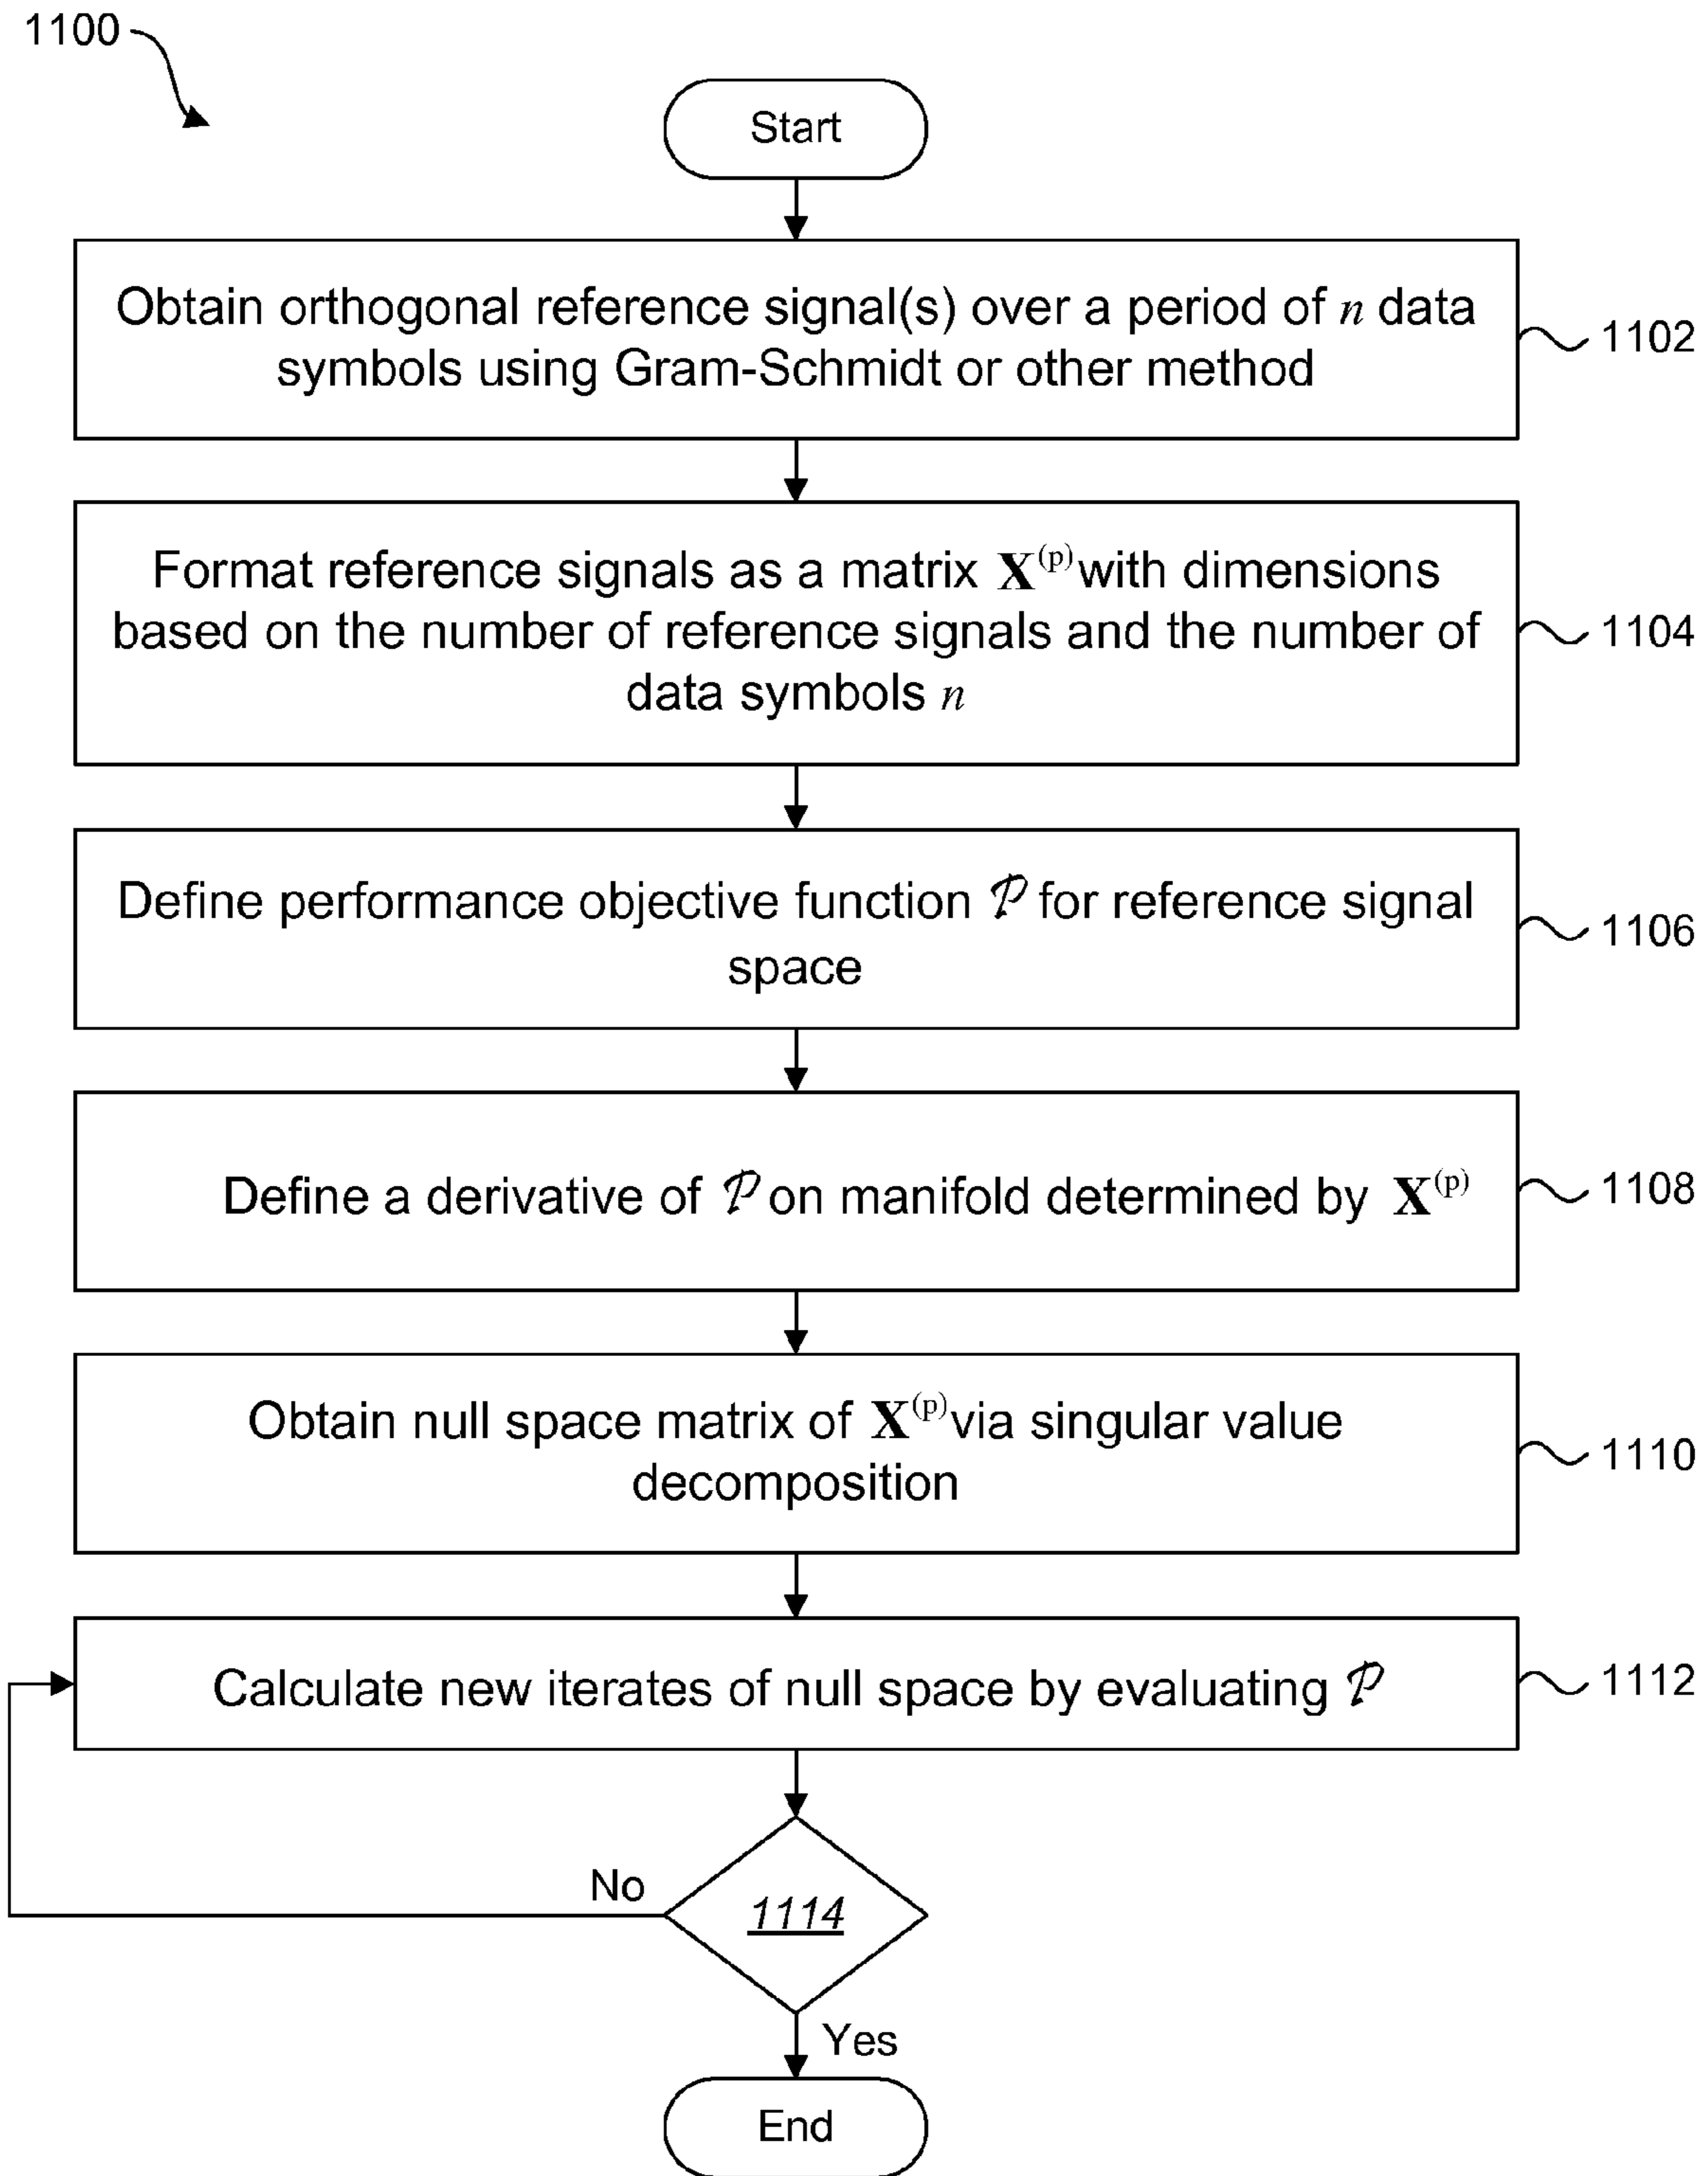 1100
Start
Obtain orthogonal reference signal(s) over a period of n data
symbols using Gram-Schmidt or other method
1102
Format reference signals as a matrix X^(p) with dimensions
based on the number of reference signals and the number of
data symbols n
1104
Define performance objective function 𝒫 for reference signal
space
1106
Define a derivative of 𝒫 on manifold determined by X^(p)
1108
Obtain null space matrix of X^(p) via singular value
decomposition
1110
Calculate new iterates of null space by evaluating 𝒫
1112
No
1114
Yes
End